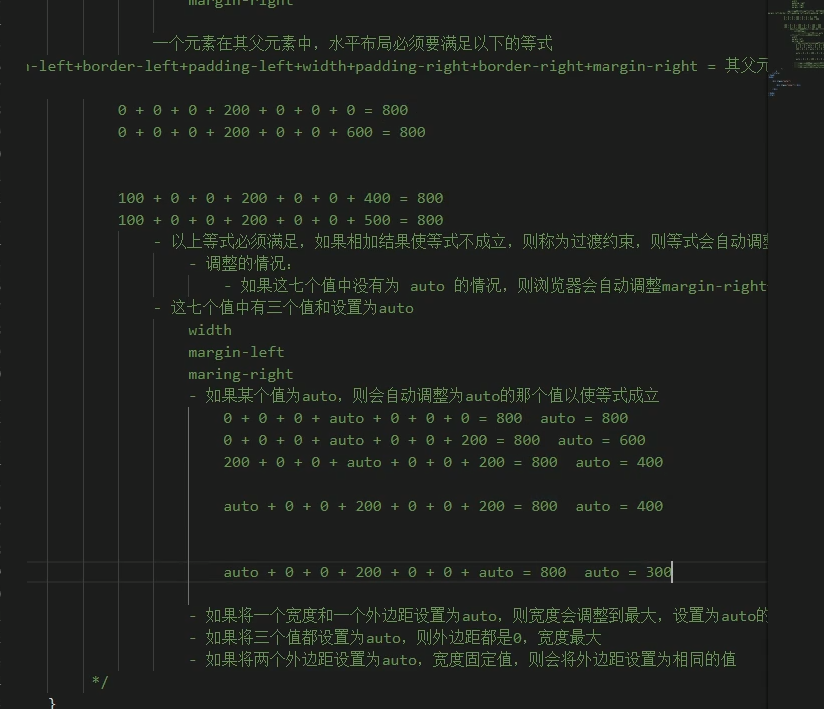 margin-right
一个元素在其父元素中，水平布局必须要满足以下的等式
-left+border-left+padding-left+width+padding-right+border-right+margin-right = 其父元
0 + 0 + 0 + 200 + 0 + 0 + 0 = 800
0 + 0 + 0 + 200 + 0 + 0 + 600 = 800
100 + 0 + 0 + 200 + 0 + 0 + 400 = 800
100 + 0 + 0 + 200 + 0 + 0 + 500 = 800
- 以上等式必须满足，如果相加结果使等式不成立，则称为过渡约束，则等式会自动调整
- 调整的情况：
- 如果这七个值中没有为 auto 的情况，则浏览器会自动调整margin-right
- 这七个值中有三个值和设置为auto
width
margin-left
maring-right
- 如果某个值为auto，则会自动调整为auto的那个值以使等式成立
0 + 0 + 0 + auto + 0 + 0 + 0 = 800  auto = 800
0 + 0 + 0 + auto + 0 + 0 + 200 = 800  auto = 600
200 + 0 + 0 + auto + 0 + 0 + 200 = 800  auto = 400
auto + 0 + 0 + 200 + 0 + 0 + 200 = 800  auto = 400
auto + 0 + 0 + 200 + 0 + 0 + auto = 800  auto = 300
- 如果将一个宽度和一个外边距设置为auto，则宽度会调整到最大，设置为auto的
- 如果将三个值都设置为auto，则外边距都是0，宽度最大
- 如果将两个外边距设置为auto，宽度固定值，则会将外边距设置为相同的值
*/
}